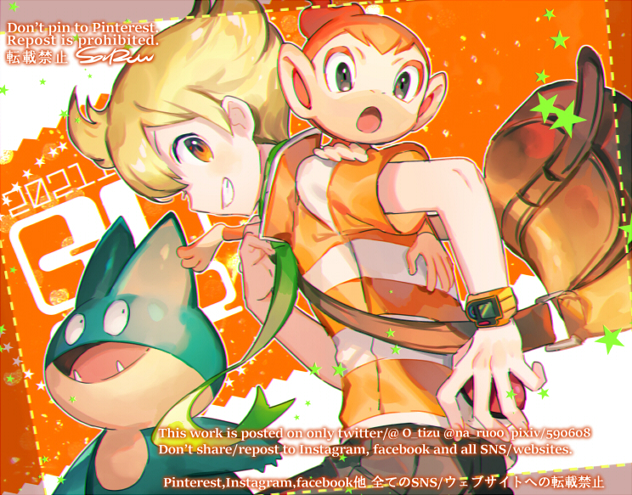 Don't pin to Pinterest.
Repost is prohibited.
転載禁止
2021
This work is posted on only twitter/@ O_tizu @na_ruoo pixiv/590608
Don't share/repost to Instagram, facebook and all SNS/websites.
Pinterest,Instagram,facebook他 全てのSNS/ウェブサイトへの転載禁止